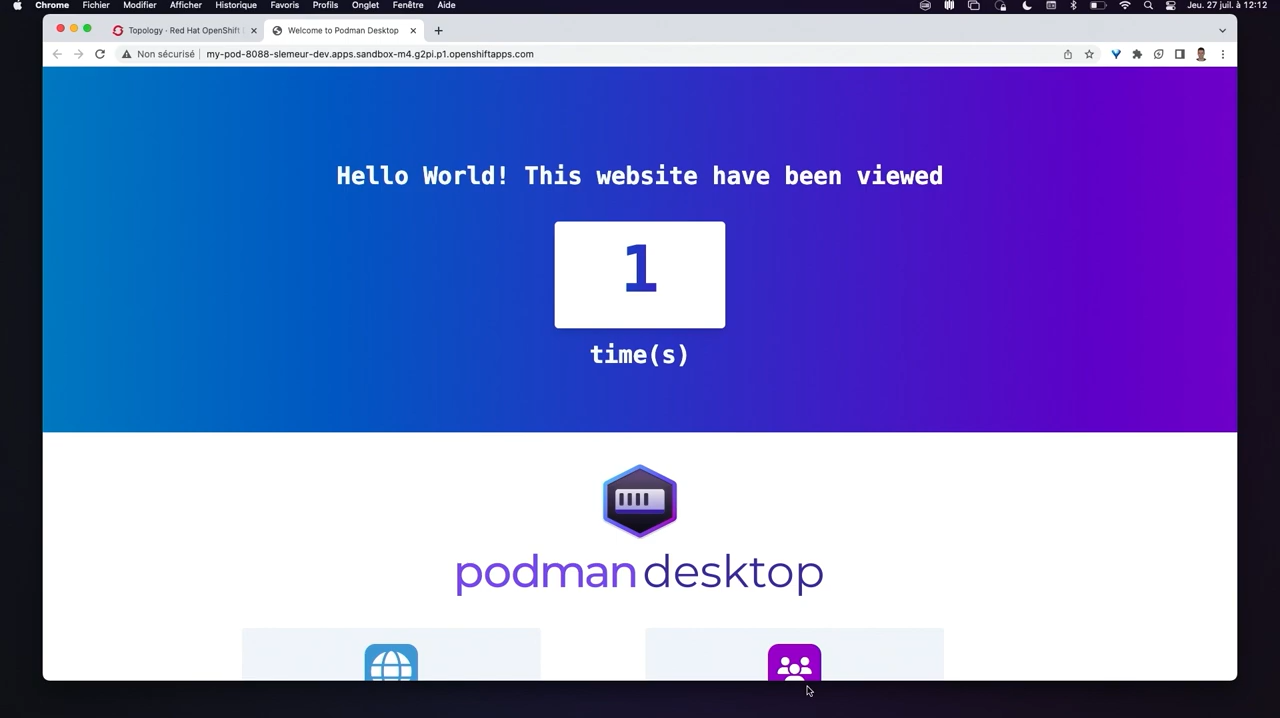 Chrome Fichier Modifier Afficher Historique Favoris Profils Onglet Fenêtre Aide Jeu. 27 juil. à 12:12
Topology · Red Hat OpenShift Welcome to Podman Desktop
Non sécurisé my-pod-8088-slemeur-dev.apps.sandbox-m4.g2pi.p1.openshiftapps.com
Hello World! This website have been viewed
1
time(s)
podman desktop